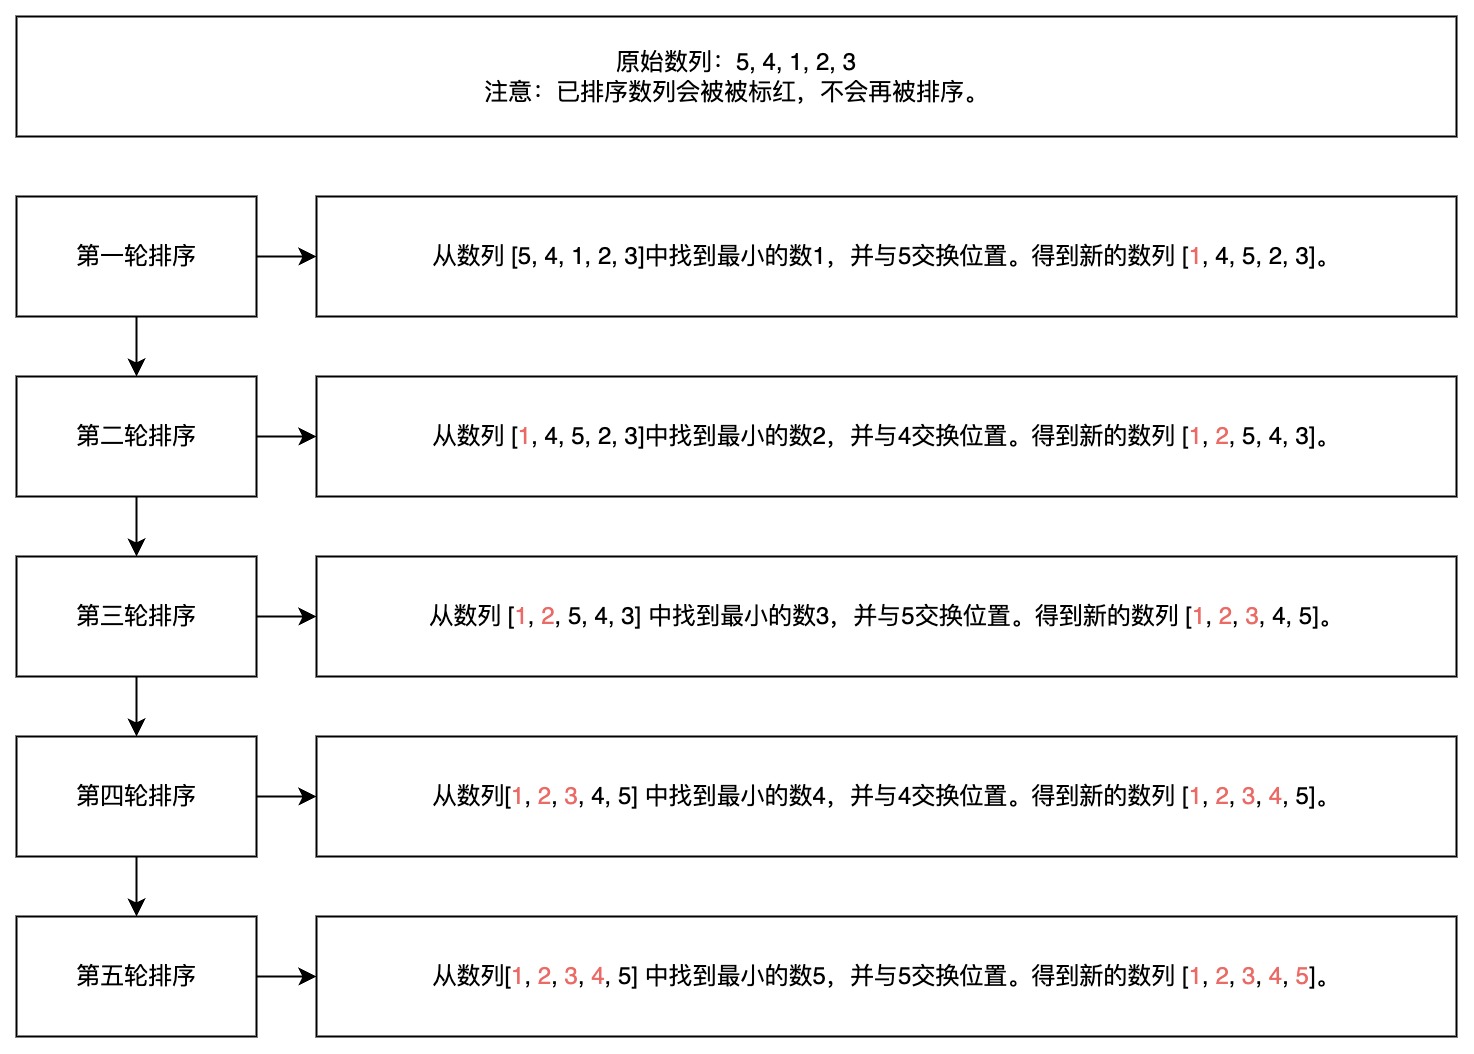 原始数列：5, 4, 1, 2, 3
注意：已排序数列会被被标红，不会再被排序。
第一轮排序
从数列 [5, 4, 1, 2, 3]中找到最小的数1，并与5交换位置。得到新的数列 [1, 4, 5, 2, 3]。
第二轮排序
从数列 [1, 4, 5, 2, 3]中找到最小的数2，并与4交换位置。得到新的数列 [1, 2, 5, 4, 3]。
第三轮排序
从数列 [1, 2, 5, 4, 3] 中找到最小的数3，并与5交换位置。得到新的数列 [1, 2, 3, 4, 5]。
第四轮排序
从数列[1, 2, 3, 4, 5] 中找到最小的数4，并与4交换位置。得到新的数列 [1, 2, 3, 4, 5]。
第五轮排序
从数列[1, 2, 3, 4, 5] 中找到最小的数5，并与5交换位置。得到新的数列 [1, 2, 3, 4, 5]。